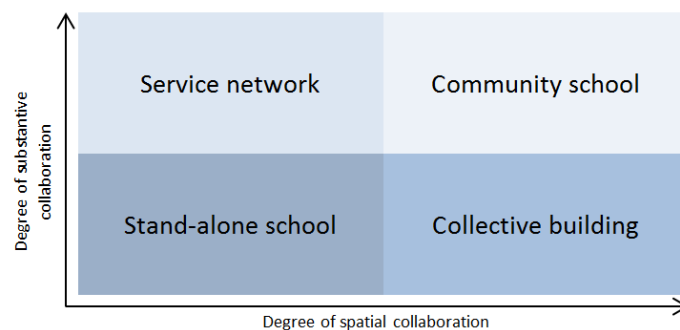 Degree of substantive
collaboration
Service network
Community school
Stand-alone school
Collective building
Degree of spatial collaboration